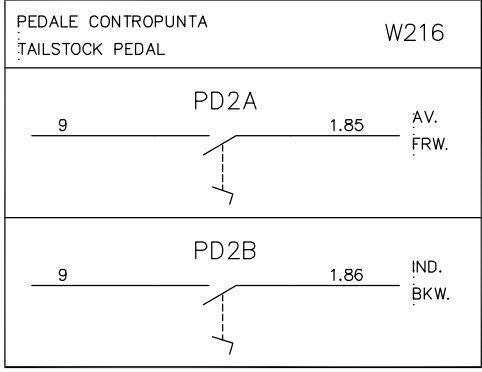 PEDALE CONTROPUNTA
TAILSTOCK PEDAL
W216
PD2A
9
1.85
AV.
FRW.
PD2B
9
1.86
IND.
BKW.